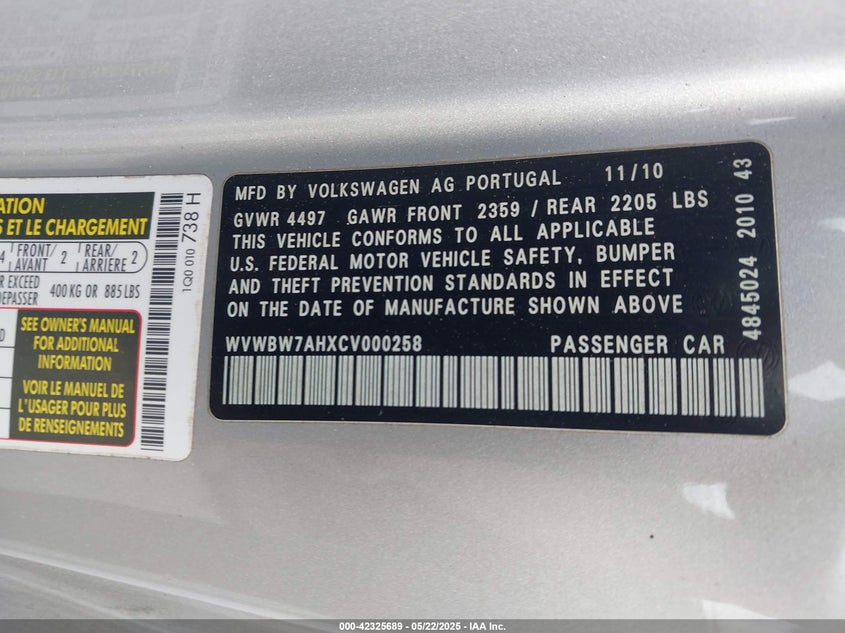 ATION
S ET LE CHARGEMENT
4 FRONT/ AVANT 2 REAR/ ARRIERE 2
R EXCEED
DEPASSER 400 KG OR 885 LBS
D
SEE OWNER'S MANUAL
FOR ADDITIONAL
INFORMATION
VOIR LE MANUEL DE
L'USAGER POUR PLUS
DE RENSEIGNEMENTS
1Q0 010 738 H
MFD BY VOLKSWAGEN AG PORTUGAL 11/10
GVWR 4497 GAWR FRONT 2359 / REAR 2205 LBS
THIS VEHICLE CONFORMS TO ALL APPLICABLE
U.S. FEDERAL MOTOR VEHICLE SAFETY, BUMPER
AND THEFT PREVENTION STANDARDS IN EFFECT
ON THE DATE OF MANUFACTURE SHOWN ABOVE
WVWBW7AHXCV000258 PASSENGER CAR
4845024 2010 43
000-42325689 - 05/22/2025 - IAA Inc.